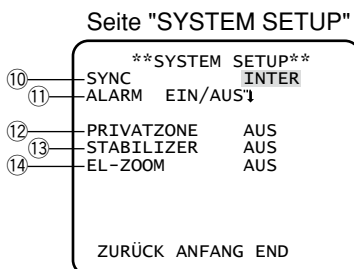 Seite "SYSTEM SETUP"
**SYSTEM SETUP**
⑩ SYNC INTER
⑪ ALARM EIN/AUS"↓
⑫ PRIVATZONE AUS
⑬ STABILIZER AUS
⑭ EL-ZOOM AUS
ZURÜCK ANFANG END